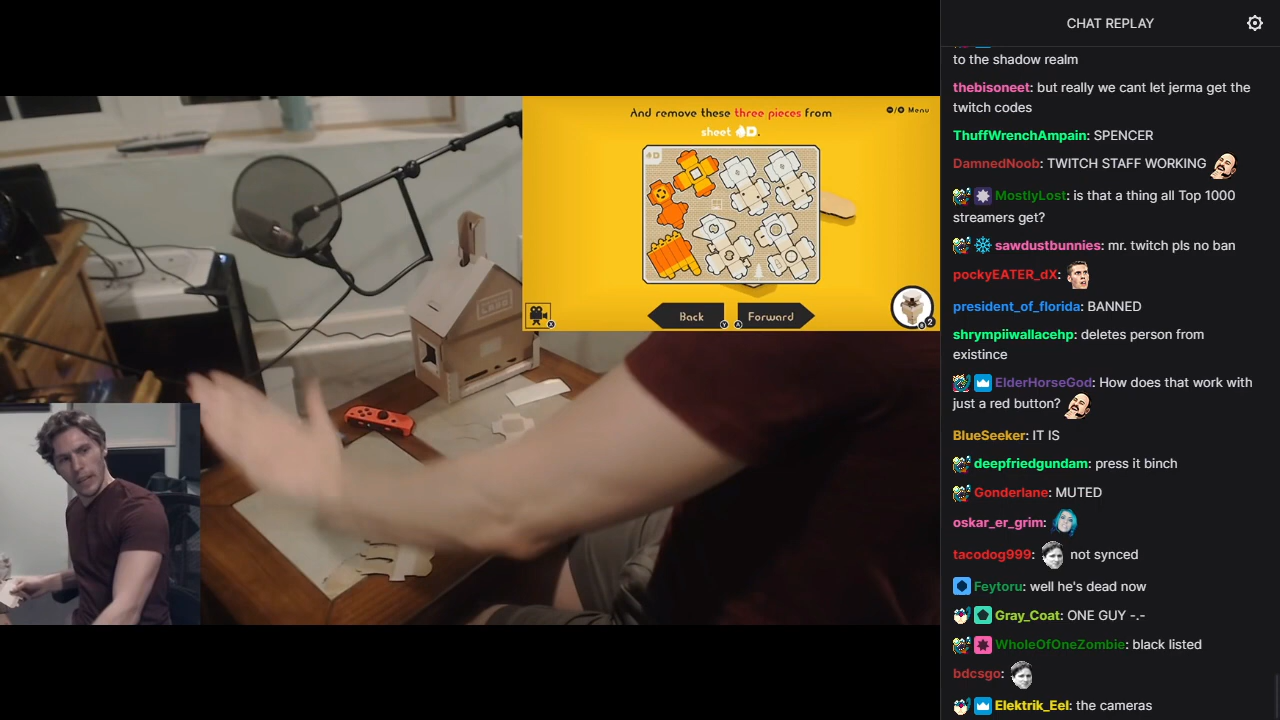 CHAT REPLAY
to the shadow realm
thebisoneet: but really we cant let jerma get the
twitch codes
ThuffWrenchAmpain: SPENCER
DamnedNoob: TWITCH STAFF WORKING
MostlyLost: is that a thing all Top 1000
streamers get?
sawdustbunnies: mr. twitch pls no ban
pockyEATER_dX:
president_of_florida: BANNED
shrympiiwallacehp: deletes person from
existince
ElderHorseGod: How does that work with
just a red button?
BlueSeeker: IT IS
deepfriedgundam: press it binch
Gonderlane: MUTED
oskar_er_grim:
tacodog999: not synced
Feytoru: well he's dead now
Gray_Coat: ONE GUY -.-
WholeOfOneZombie: black listed
bdcsgo:
Elektrik_Eel: the cameras
And remove these three pieces from
sheet D.
Menu
D
Back
Y
A
Forward
X
2
LABO